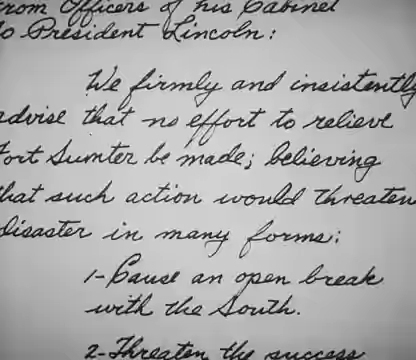 from Officers of his Cabinet
to President Lincoln:
We firmly and insistently
advise that no effort to relieve
Fort Sumter be made; believing
that such action would threaten
disaster in many forms:
1-Cause an open break
with the South.
2-Threaten the success